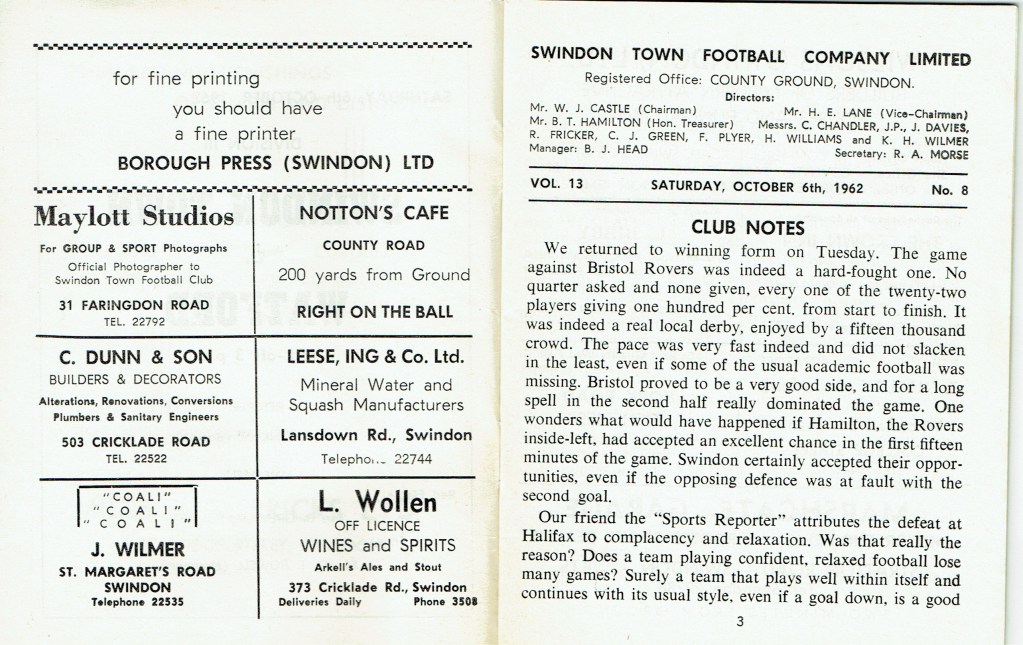 for fine printing
you should have
a fine printer
BOROUGH PRESS (SWINDON) LTD
Maylott Studios
For GROUP & SPORT Photographs
Official Photographer to
Swindon Town Football Club
31 FARINGDON ROAD
TEL. 22792
NOTTON'S CAFE
COUNTY ROAD
200 yards from Ground
RIGHT ON THE BALL
C. DUNN & SON
BUILDERS & DECORATORS
Alterations, Renovations, Conversions
Plumbers & Sanitary Engineers
503 CRICKLADE ROAD
TEL. 22522
LEESE, ING & Co. Ltd.
Mineral Water and
Squash Manufacturers
Lansdown Rd., Swindon
22744
"COAL!"
"COAL!"
"COAL!"
J. WILMER
ST. MARGARET'S ROAD
SWINDON
Telephone 22535
L. Wollen
OFF LICENCE
WINES and SPIRITS
Arkell's Ales and Stout
373 Cricklade Rd., Swindon
Deliveries Daily Phone 3508
SWINDON TOWN FOOTBALL COMPANY LIMITED
Registered Office: COUNTY GROUND, SWINDON.
Directors:
Mr. W. J. CASTLE (Chairman) Mr. H. E. LANE (Vice-Chairman)
Mr. B. T. HAMILTON (Hon. Treasurer) Messrs. C. CHANDLER, J.P., J. DAVIES,
R. FRICKER, C. J. GREEN, F. PLYER, H. WILLIAMS and K. H. WILMER
Manager: B. J. HEAD Secretary: R. A. MORSE
VOL. 13 SATURDAY, OCTOBER 6th, 1962 No. 8
CLUB NOTES
We returned to winning form on Tuesday. The game
against Bristol Rovers was indeed a hard-fought one. No
quarter asked and none given, every one of the twenty-two
players giving one hundred per cent. from start to finish. It
was indeed a real local derby, enjoyed by a fifteen thousand
crowd. The pace was very fast indeed and did not slacken
in the least, even if some of the usual academic football was
missing. Bristol proved to be a very good side, and for a long
spell in the second half really dominated the game. One
wonders what would have happened if Hamilton, the Rovers
inside-left, had accepted an excellent chance in the first fifteen
minutes of the game. Swindon certainly accepted their oppor-
tunities, even if the opposing defence was at fault with the
second goal.
Our friend the "Sports Reporter" attributes the defeat at
Halifax to complacency and relaxation. Was that really the
reason? Does a team playing confident, relaxed football lose
many games? Surely a team that plays well within itself and
continues with its usual style, even if a goal down, is a good
3